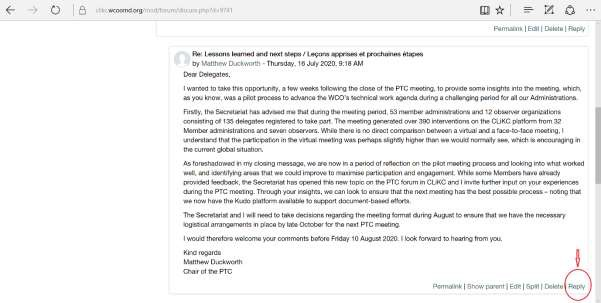 clikc.wcoomd.org/mod/forum/discuss.php?d=9741
Permalink | Edit | Delete | Reply
Re: Lessons learned and next steps / Leçons apprises et prochaines étapes
by Matthew Duckworth - Thursday, 16 July 2020, 9:18 AM
Dear Delegates,
I wanted to take this opportunity, a few weeks following the close of the PTC meeting, to provide some insights into the meeting, which,
as you know, was a pilot process to advance the WCO's technical work agenda during a challenging period for all our Administrations.
Firstly, the Secretariat has advised me that during the meeting period, 53 member administrations and 12 observer organizations
consisting of 135 delegates registered to take part. The meeting generated over 390 interventions on the CLiKC platform from 32
Member administrations and seven observers. While there is no direct comparison between a virtual and a face-to-face meeting, I
understand that the participation in the virtual meeting was perhaps slightly higher than we would normally see, which is encouraging in
the current global situation.
As foreshadowed in my closing message, we are now in a period of reflection on the pilot meeting process and looking into what worked
well, and identifying areas that we could improve to maximise participation and engagement. While some Members have already
provided feedback, the Secretariat has opened this new topic on the PTC forum in CLiKC and I invite further input on your experiences
during the PTC meeting. Through your insights, we can look to ensure that the next meeting has the best possible process – noting that
we now have the Kudo platform available to support document-based efforts.
The Secretariat and I will need to take decisions regarding the meeting format during August to ensure that we have the necessary
logistical arrangements in place by late October for the next PTC meeting.
I would therefore welcome your comments before Friday 10 August 2020. I look forward to hearing from you.
Kind regards
Matthew Duckworth
Chair of the PTC
Permalink | Show parent | Edit | Split | Delete | Reply